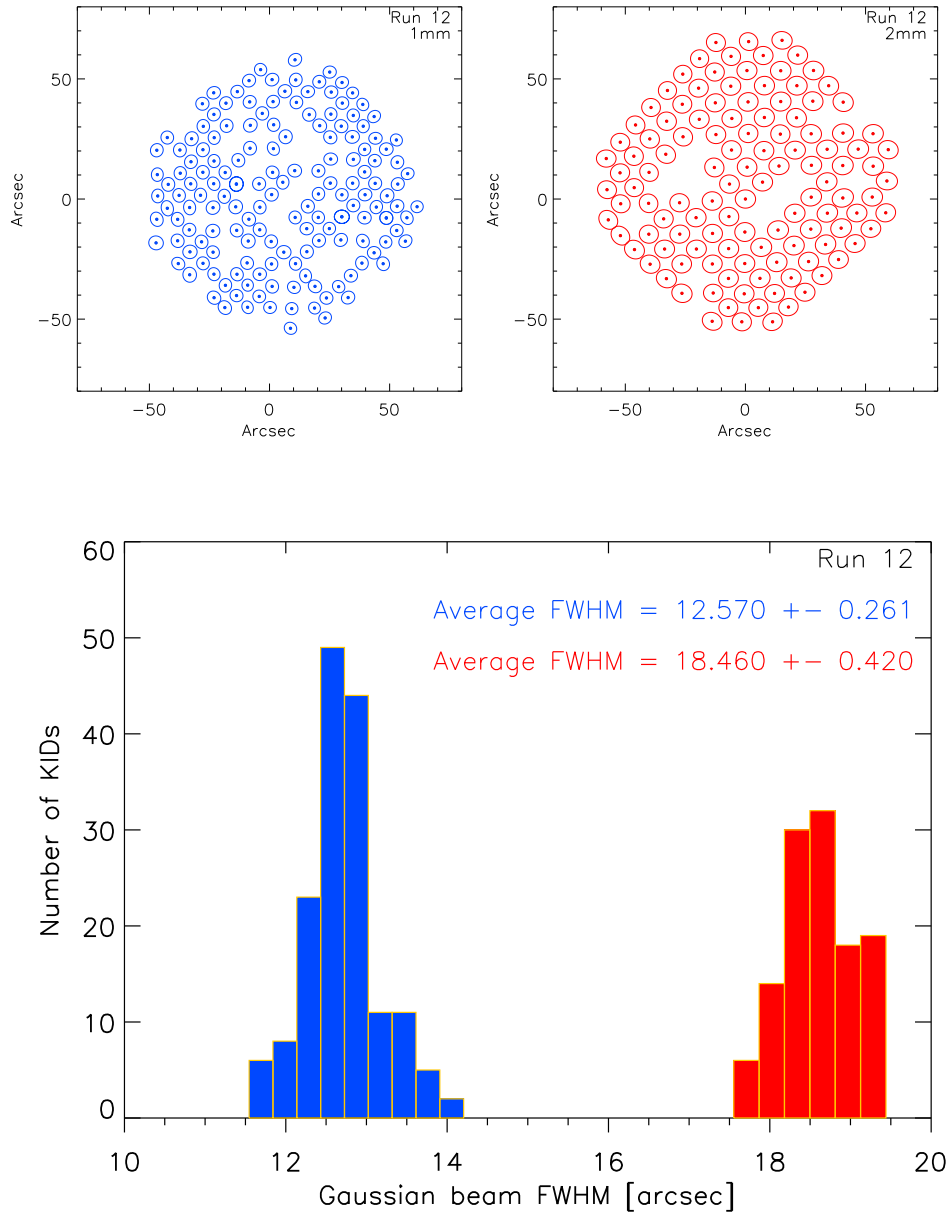 Run 12
1mm
50
0
−50
Arcsec
−50
0
50
Arcsec
Run 12
2mm
50
0
−50
Arcsec
−50
0
50
Arcsec
Run 12
Average FWHM = 12.570 +− 0.261
Average FWHM = 18.460 +− 0.420
60
50
40
30
20
10
0
Number of KIDs
10
12
14
16
18
20
Gaussian beam FWHM [arcsec]